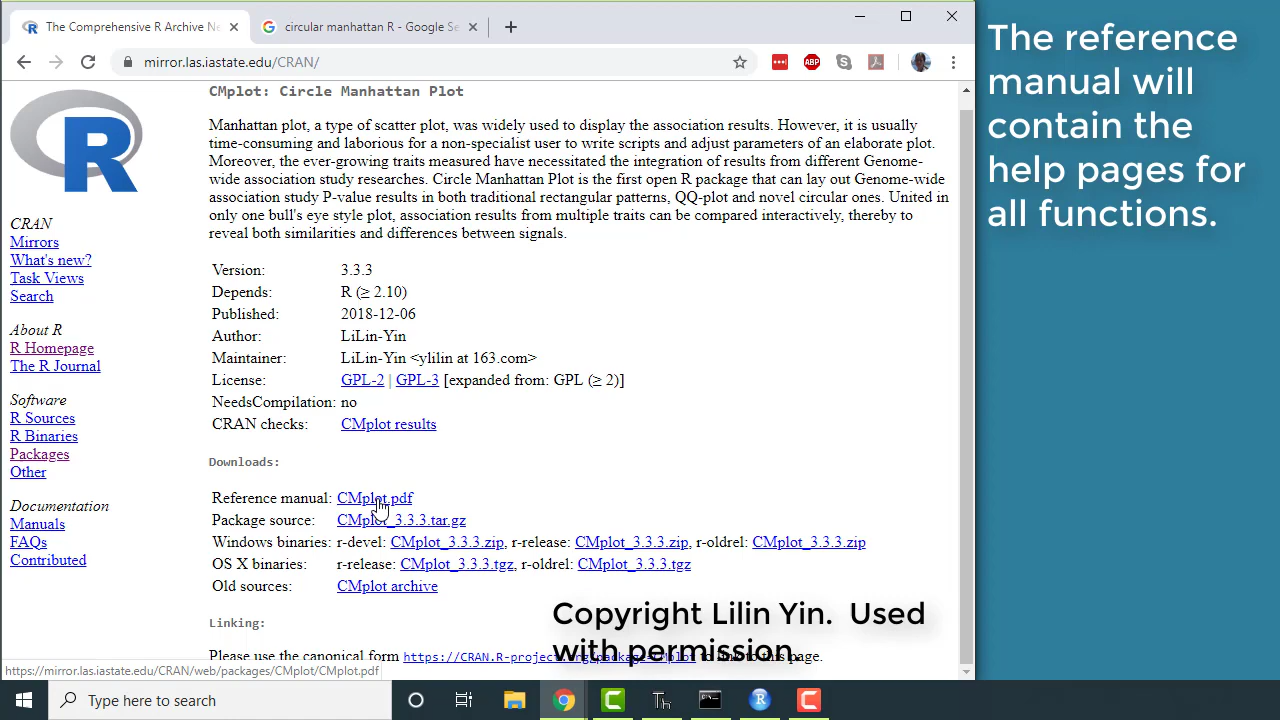 The Comprehensive R Archive Ne
circular manhattan R - Google Se
mirror.las.iastate.edu/CRAN/
ABP
R
CRAN
Mirrors
What's new?
Task Views
Search
About R
R Homepage
The R Journal
Software
R Sources
R Binaries
Packages
Other
Documentation
Manuals
FAQs
Contributed
CMplot: Circle Manhattan Plot
Manhattan plot, a type of scatter plot, was widely used to display the association results. However, it is usually
time-consuming and laborious for a non-specialist user to write scripts and adjust parameters of an elaborate plot.
Moreover, the ever-growing traits measured have necessitated the integration of results from different Genome-
wide association study researches. Circle Manhattan Plot is the first open R package that can lay out Genome-wide
association study P-value results in both traditional rectangular patterns, QQ-plot and novel circular ones. United in
only one bull's eye style plot, association results from multiple traits can be compared interactively, thereby to
reveal both similarities and differences between signals.
Version: 3.3.3
Depends: R (≥ 2.10)
Published: 2018-12-06
Author: LiLin-Yin
Maintainer: LiLin-Yin <ylilin at 163.com>
License: GPL-2 | GPL-3 [expanded from: GPL (≥ 2)]
NeedsCompilation: no
CRAN checks: CMplot results
Downloads:
Reference manual: CMplot.pdf
Package source: CMplot_3.3.3.tar.gz
Windows binaries: r-devel: CMplot_3.3.3.zip, r-release: CMplot_3.3.3.zip, r-oldrel: CMplot_3.3.3.zip
OS X binaries: r-release: CMplot_3.3.3.tgz, r-oldrel: CMplot_3.3.3.tgz
Old sources: CMplot archive
Linking:
Please use the canonical form https://CRAN.R-project.org/package=CMplot to link to this page.
https://mirror.las.iastate.edu/CRAN/web/packages/CMplot/CMplot.pdf
The reference
manual will
contain the
help pages for
all functions.
Copyright Lilin Yin. Used
with permission.
Type here to search